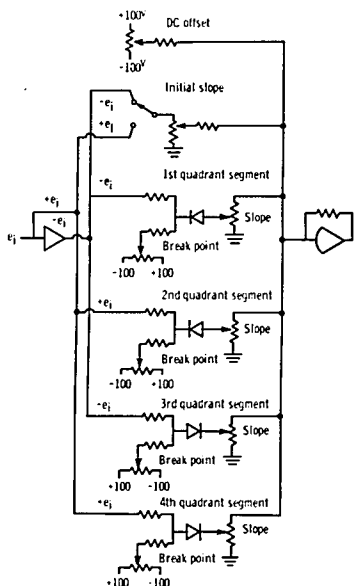 +100V
DC offset
-100V
Initial slope
-ei
+ei
1st quadrant segment
-ei
+ei
-ei
ei
Slope
Break point
-100 +100
2nd quadrant segment
+ei
Slope
Break point
-100 +100
3rd quadrant segment
-ei
Slope
Break point
+100 -100
4th quadrant segment
+ei
Slope
Break point
+100 -100